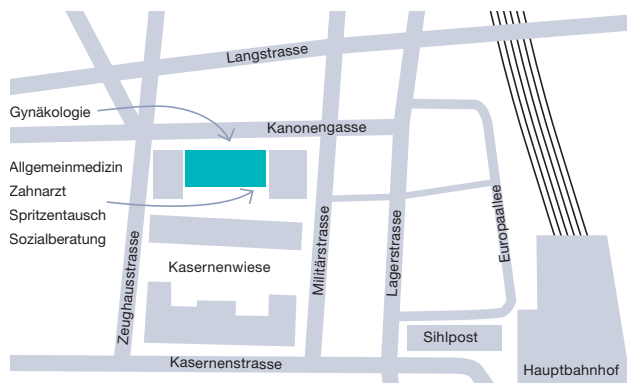 Langstrasse
Gynäkologie
Kanonengasse
Allgemeinmedizin
Zahnarzt
Spritzentausch
Sozialberatung
Zeughausstrasse
Kasernenwiese
Militärstrasse
Lagerstrasse
Europaallee
Sihlpost
Kasernenstrasse
Hauptbahnhof